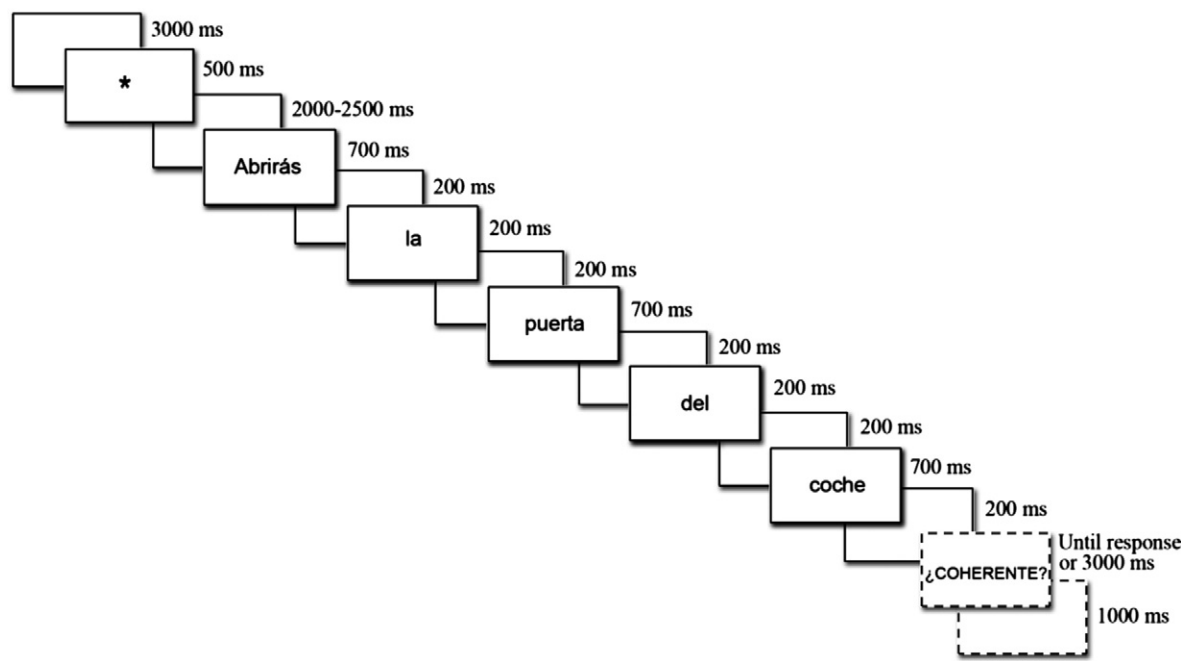 3000 ms
*
500 ms
2000-2500 ms
Abrirás
700 ms
200 ms
la
200 ms
200 ms
puerta
700 ms
200 ms
del
200 ms
200 ms
coche
700 ms
200 ms
¿COHERENTE?
Until response
or 3000 ms
1000 ms